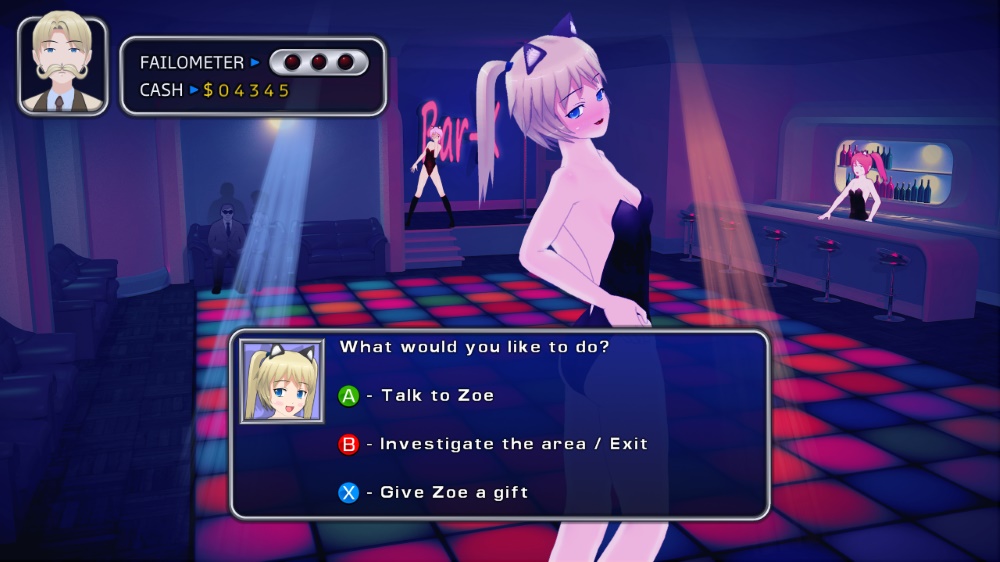 FAILOMETER
CASH $04345
Bar-X
What would you like to do?
A - Talk to Zoe
B - Investigate the area / Exit
X - Give Zoe a gift